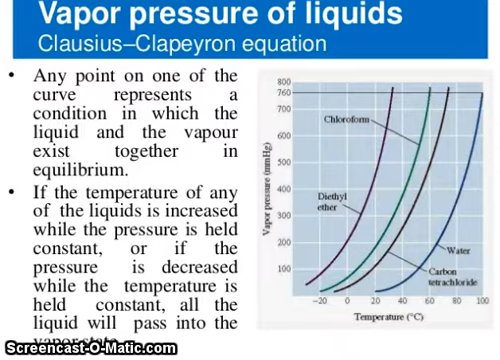 Vapor pressure of liquids
Clausius–Clapeyron equation
• Any point on one of the
curve represents a
condition in which the
liquid and the vapour
exist together in
equilibrium.
• If the temperature of any
of the liquids is increased
while the pressure is held
constant, or if the
pressure is decreased
while the temperature is
held constant, all the
liquid will pass into the
vapor state.
800
760
700
600
500
400
300
200
100
Vapor pressure (mmHg)
Chloroform
Diethyl
ether
Water
Carbon
tetrachloride
–20 0 20 40 60 80 100
Temperature (°C)
Screencast-O-Matic.com